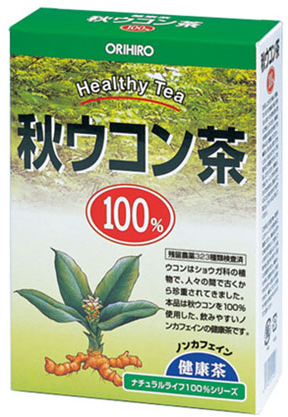 ORIHIRO
Healthy Tea
秋ウコン茶
100%
残留農薬323種類検査済
ウコンはショウガ科の植
物で、人々の間で古くか
ら珍重されてきました。
本品は秋ウコンを100%
使用した、飲みやすいノ
ンカフェインの健康茶です。
ノンカフェイン
健康茶
ナチュラルライフ100%シリーズ